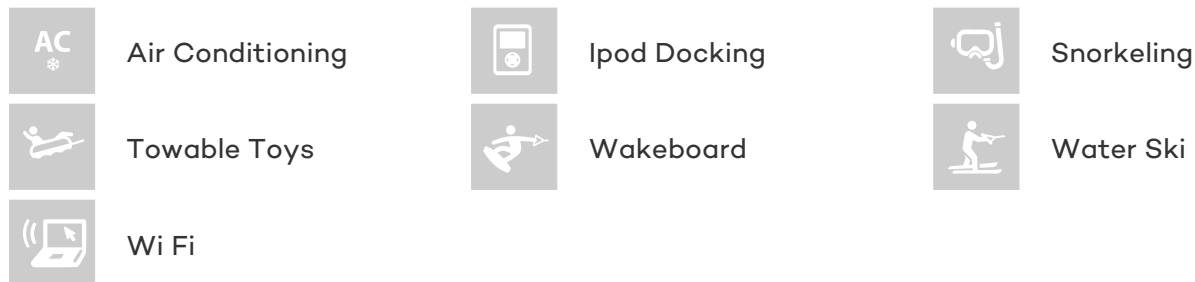 AC
Air Conditioning
Ipod Docking
Snorkeling
Towable Toys
Wakeboard
Water Ski
Wi Fi